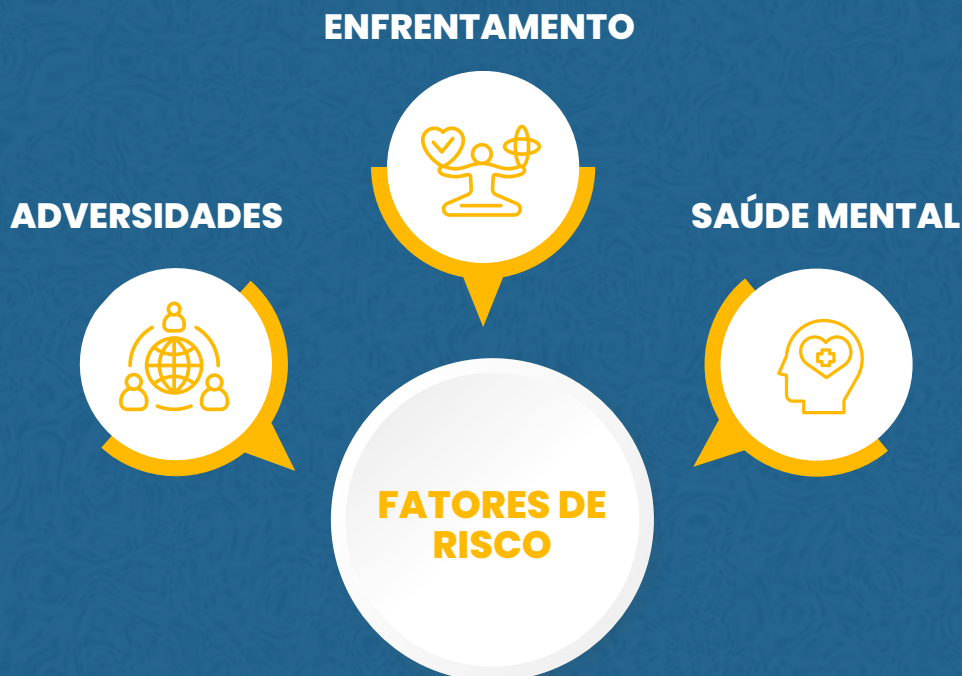 ENFRENTAMENTO
ADVERSIDADES
SAÚDE MENTAL
FATORES DE
RISCO